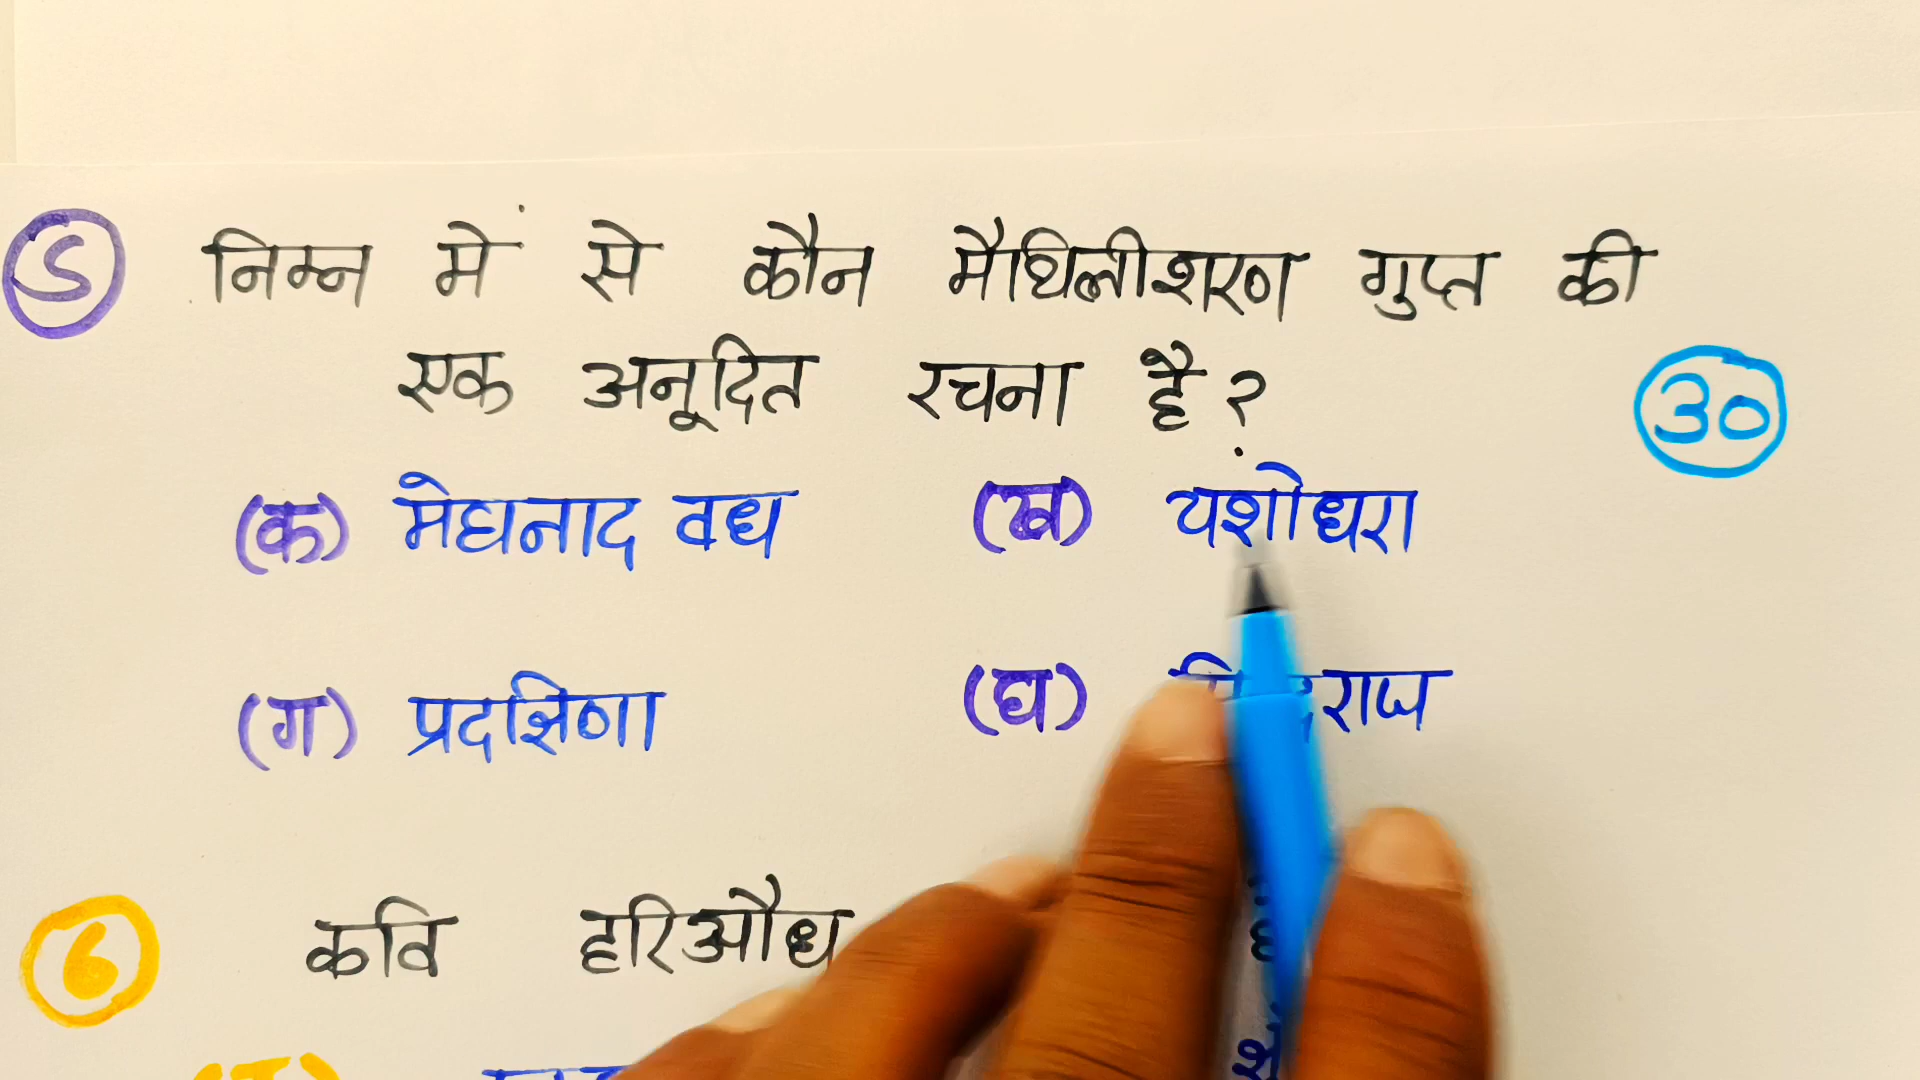 5 निम्न में से कौन मैथिलीशरण गुप्त की
एक अनूदित रचना है?
30
(क) मेघनाद वध (ख) यशोधरा
(ग) प्रदक्षिणा (घ)
6 कवि हरिऔध